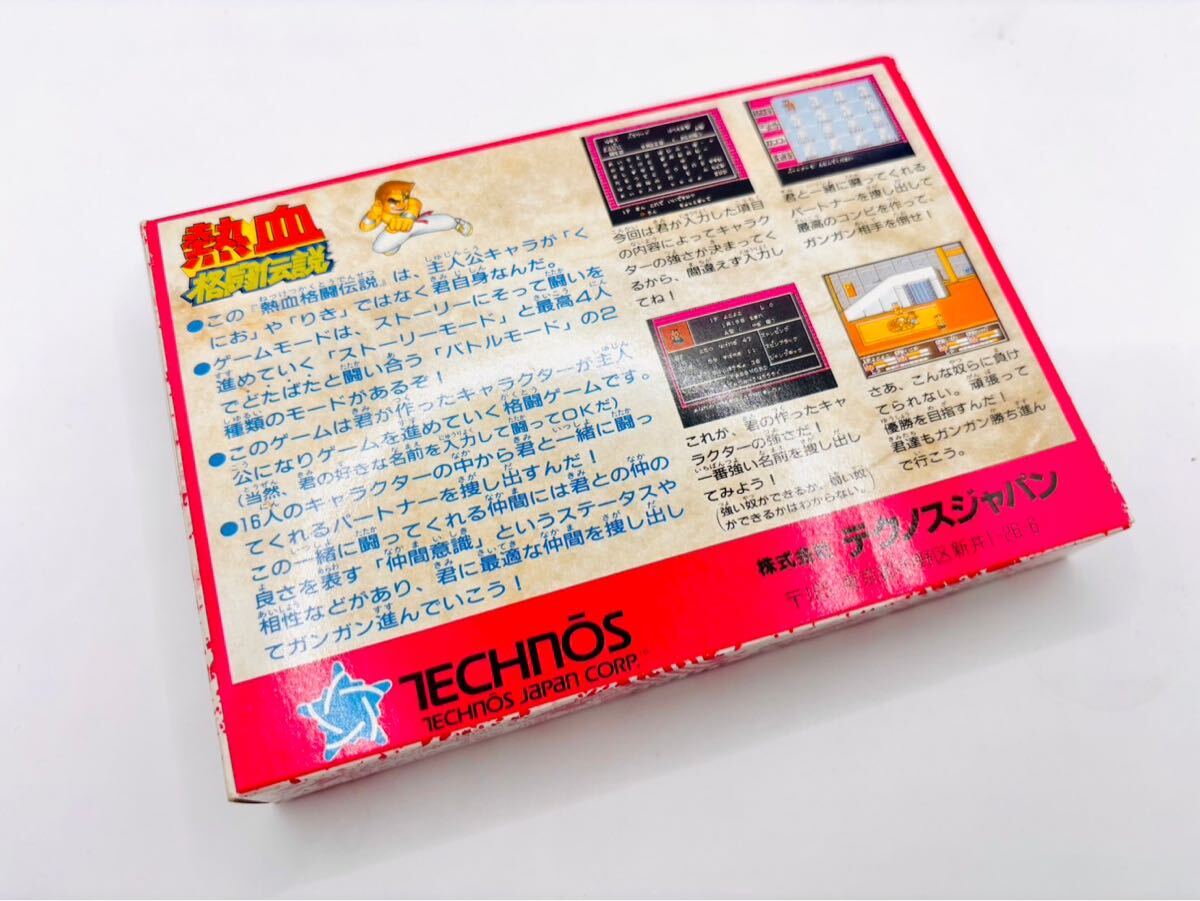 熱血
格闘伝説
●この『熱血格闘伝説』は、主人公キャラが「く
にお」や「りき」ではなく君自身なんだ。
●ゲームモードは、ストーリーにそって闘いを
進めていく「ストーリーモード」と最高4人
でどたばたと闘い合う「バトルモード」の2
種類のモードがあるぞ!
●このゲームは君が作ったキャラクターが主人
公になりゲームを進めていく格闘ゲームです。
(当然、君の好きな名前を入力して闘ってOKだ)
●16人のキャラクターの中から君と一緒に闘っ
てくれるパートナーを捜し出すんだ!
この一緒に闘ってくれる仲間には君との仲の
良さを表す「仲間意識」というステータスや
相性などがあり、君に最適な仲間を捜し出し
てガンガン進んでいこう!
今回は君が入力した項目
の内容によってキャラク
ターの強さが決まってく
るから、間違えず入力し
てね!
君と一緒に闘ってくれる
パートナーを捜し出して
最高のコンビを作って、
ガンガン相手を倒せ!
これが、君の作ったキャ
ラクターの強さだ!
一番強い名前を捜し出し
てみよう!
(強い奴ができるか、弱い奴
ができるかはわからない。)
さあ、こんな奴らに負け
てられない。頑張って
優勝を目指すんだ!
君達もガンガン勝ち進ん
で行こう。
株式会社 テクノスジャパン
区新井1-26-6
TECHNŌS
TECHNŌS JAPAN CORP.™